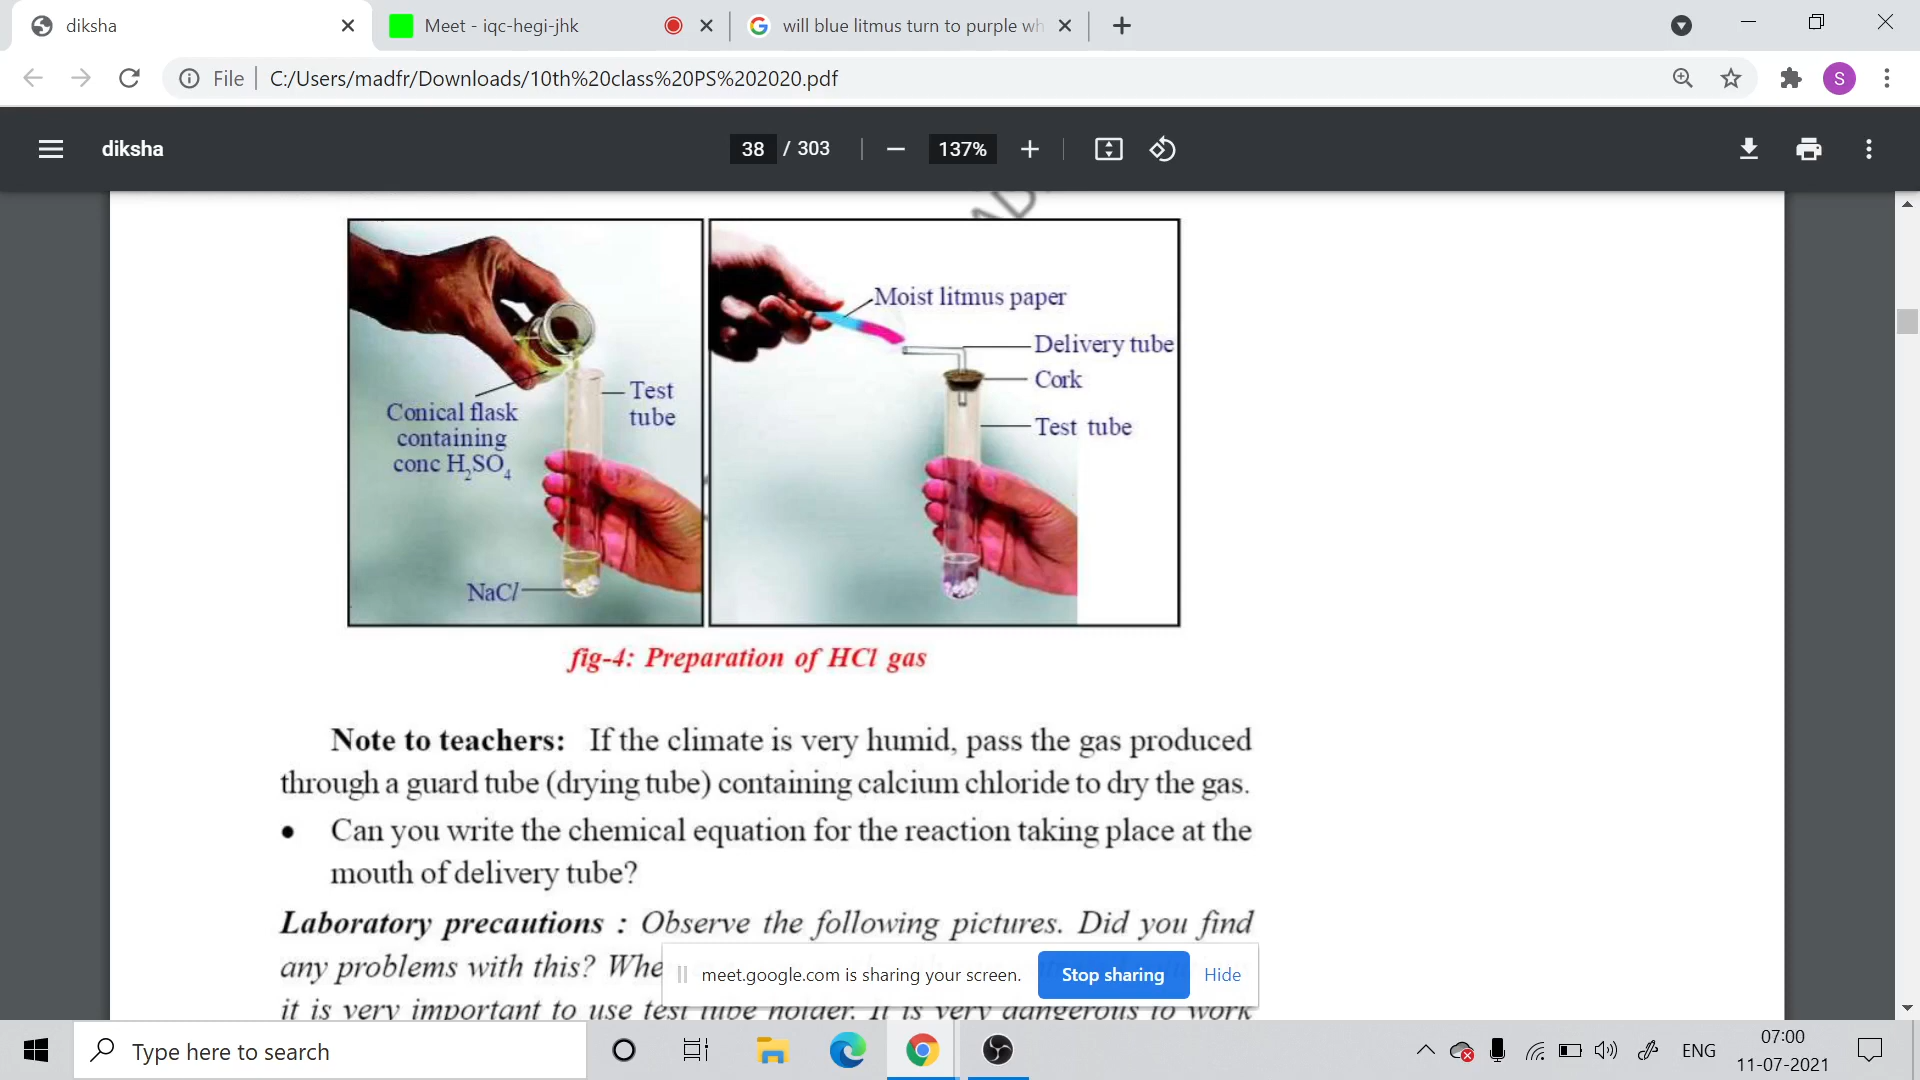 diksha
Meet - iqc-hegi-jhk
will blue litmus turn to purple wh
File
C:/Users/madfr/Downloads/10th%20class%20PS%202020.pdf
S
diksha
38 / 303
137%
Moist litmus paper
Delivery tube
Cork
Test tube
Test
tube
Conical flask
containing
conc H2SO4
NaCl
fig-4: Preparation of HCl gas
Note to teachers: If the climate is very humid, pass the gas produced
through a guard tube (drying tube) containing calcium chloride to dry the gas.
• Can you write the chemical equation for the reaction taking place at the
mouth of delivery tube?
Laboratory precautions : Observe the following pictures. Did you find
any problems with this? Whe
meet.google.com is sharing your screen.
Stop sharing
Hide
it is very important to use test tube holder. It is very dangerous to work
Type here to search
ENG
07:00
11-07-2021